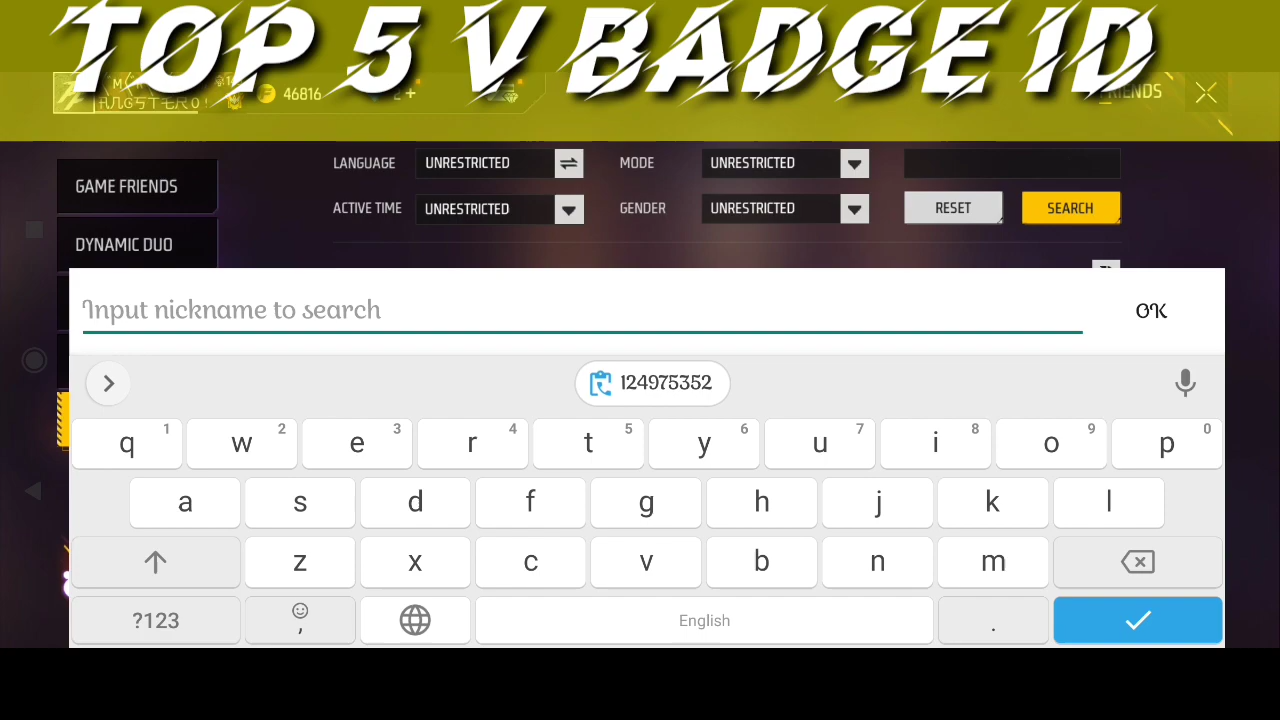 TOP 5 V BADGE ID
46816
FRIENDS
LANGUAGE UNRESTRICTED MODE UNRESTRICTED
GAME FRIENDS
ACTIVE TIME UNRESTRICTED GENDER UNRESTRICTED RESET SEARCH
DYNAMIC DUO
Input nickname to search OK
124975352
q 1 w 2 e 3 r 4 t 5 y 6 u 7 i 8 o 9 p 0
a s d f g h j k l
z x c v b n m
?123 , English .